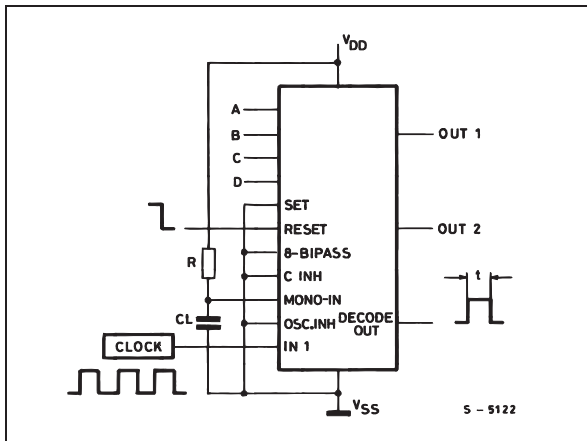 VDD
A
B
C
D
SET
RESET
8-BIPASS
C INH
MONO-IN
OSC.INH
IN 1
DECODE
OUT
OUT 1
OUT 2
t
R
CL
CLOCK
VSS
S - 5122